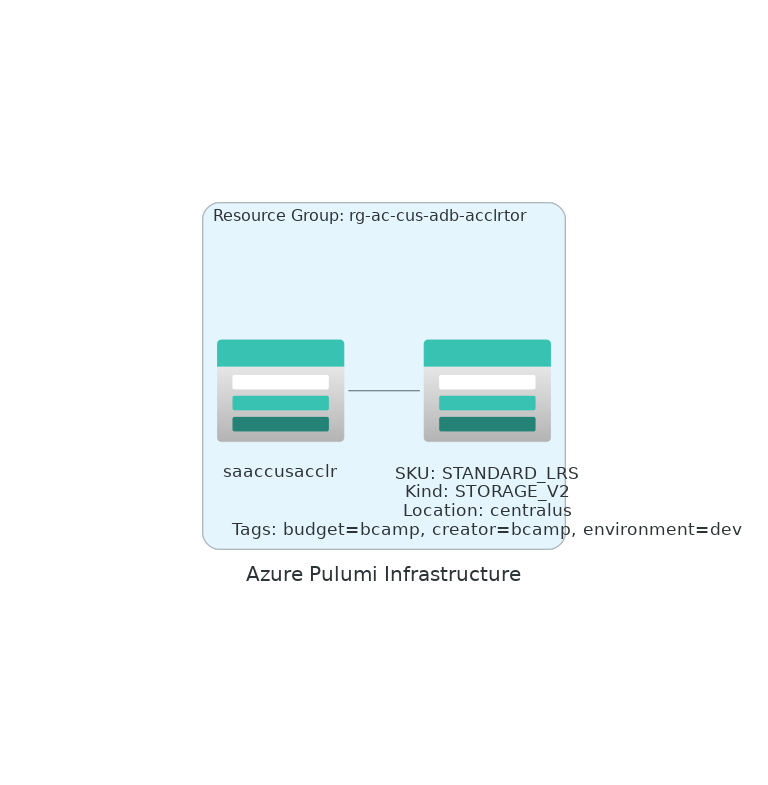 Resource Group: rg-ac-cus-adb-acclrtor
saaccusacclr
SKU: STANDARD_LRS
Kind: STORAGE_V2
Location: centralus
Tags: budget=bcamp, creator=bcamp, environment=dev
Azure Pulumi Infrastructure